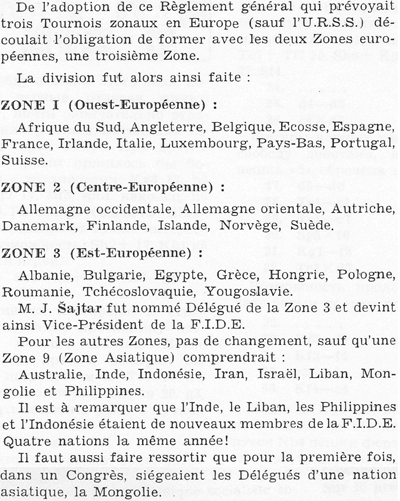 De l'adoption de ce Règlement général qui prévoyait
trois Tournois zonaux en Europe (sauf l'U.R.S.S.) dé-
coulait l'obligation de former avec les deux Zones euro-
péennes, une troisième Zone.
La division fut alors ainsi faite :
ZONE I (Ouest-Européenne) :
Afrique du Sud, Angleterre, Belgique, Ecosse, Espagne,
France, Irlande, Italie, Luxembourg, Pays-Bas, Portugal,
Suisse.
ZONE 2 (Centre-Européenne) :
Allemagne occidentale, Allemagne orientale, Autriche,
Danemark, Finlande, Islande, Norvège, Suède.
ZONE 3 (Est-Européenne) :
Albanie, Bulgarie, Egypte, Grèce, Hongrie, Pologne,
Roumanie, Tchécoslovaquie, Yougoslavie.
M. J. Šajtar fut nommé Délégué de la Zone 3 et devint
ainsi Vice-Président de la F.I.D.E.
Pour les autres Zones, pas de changement, sauf qu'une
Zone 9 (Zone Asiatique) comprendrait :
Australie, Inde, Indonésie, Iran, Israël, Liban, Mon-
golie et Philippines.
Il est à remarquer que l'Inde, le Liban, les Philippines
et l'Indonésie étaient de nouveaux membres de la F.I.D.E.
Quatre nations la même année!
Il faut aussi faire ressortir que pour la première fois,
dans un Congrès, siégeaient les Délégués d'une nation
asiatique, la Mongolie.